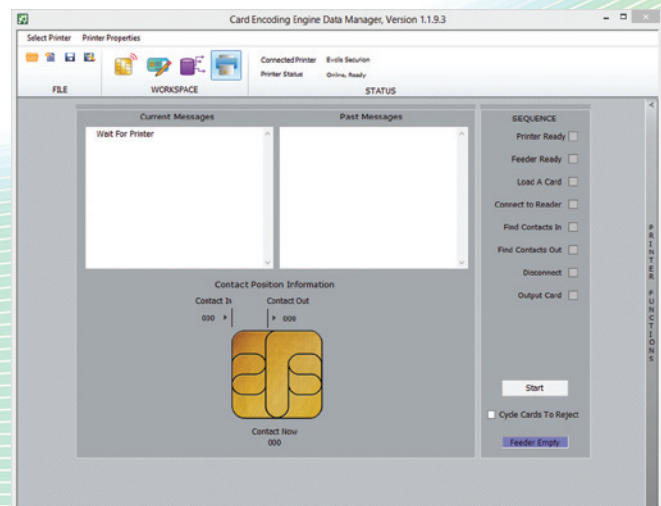 Card Encoding Engine Data Manager, Version 1.1.9.3
Select Printer Printer Properties
Connected Printer Evolis Securion
Printer Status Online, Ready
FILE WORKSPACE STATUS
Current Messages Past Messages SEQUENCE
Wait For Printer
Printer Ready
Feeder Ready
Load A Card
Connect to Reader
Find Contacts In
Find Contacts Out
Disconnect
Output Card
PRINTER FUNCTIONS
Contact Position Information
Contact In Contact Out
000 000
Contact Now
000
Start
Cycle Cards To Reject
Feeder Empty